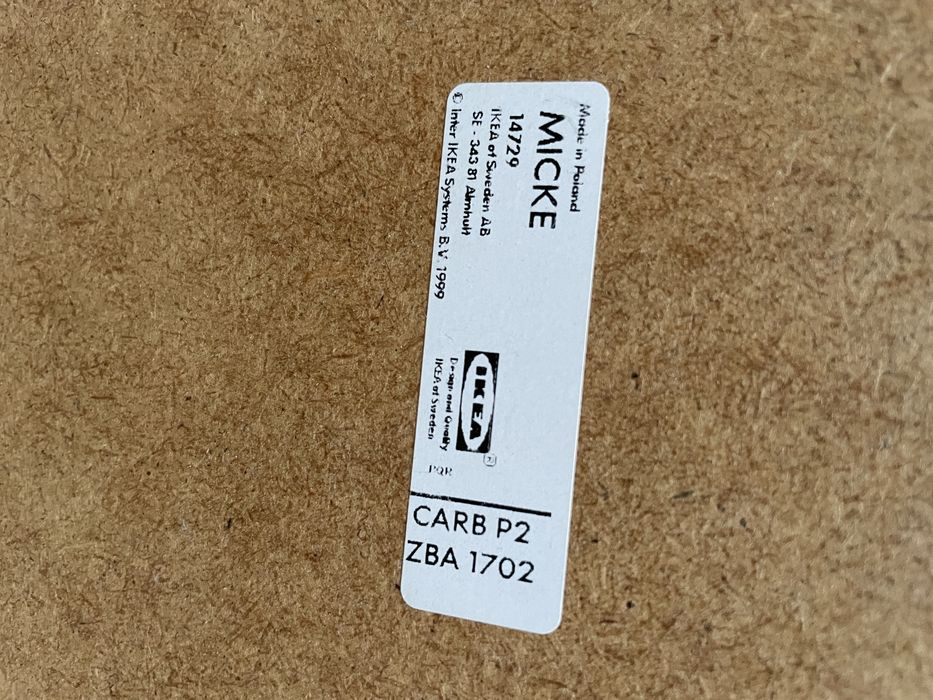 Made in Poland
MICKE
14729
IKEA of Sweden AB
SE - 343 81 Älmhult
© Inter IKEA Systems B.V. 1999
IKEA®
Design and Quality
IKEA of Sweden
PQR
CARB P2
ZBA 1702